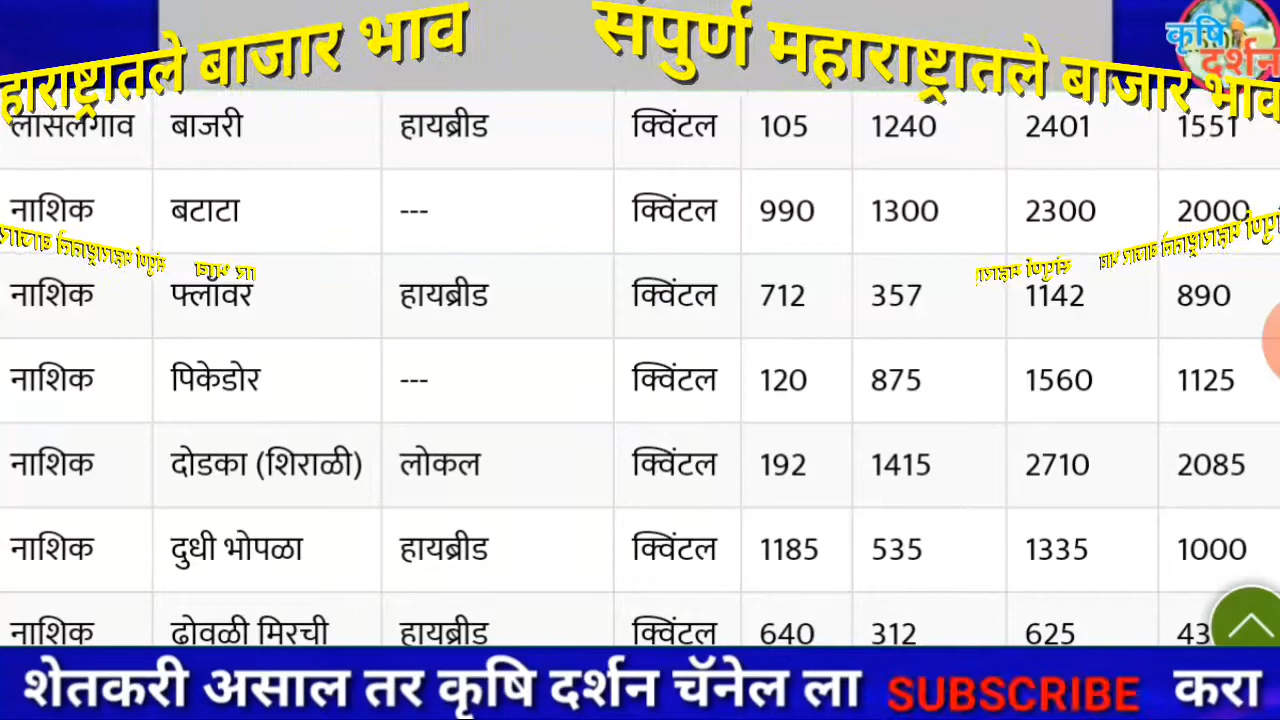 हाराष्ट्रातले बाजार भाव संपुर्ण महाराष्ट्रातले बाजार भाव
कृषि
दर्शन
लासलगाव बाजरी हायब्रीड क्विंटल 105 1240 2401 1551
नाशिक बटाटा --- क्विंटल 990 1300 2300 2000
नाशिक फ्लॉवर हायब्रीड क्विंटल 712 357 1142 890
नाशिक पिकेडोर --- क्विंटल 120 875 1560 1125
नाशिक दोडका (शिराळी) लोकल क्विंटल 192 1415 2710 2085
नाशिक दुधी भोपळा हायब्रीड क्विंटल 1185 535 1335 1000
नाशिक ढोवळी मिरची हायब्रीड क्विंटल 640 312 625
शेतकरी असाल तर कृषि दर्शन चॅनेल ला SUBSCRIBE करा